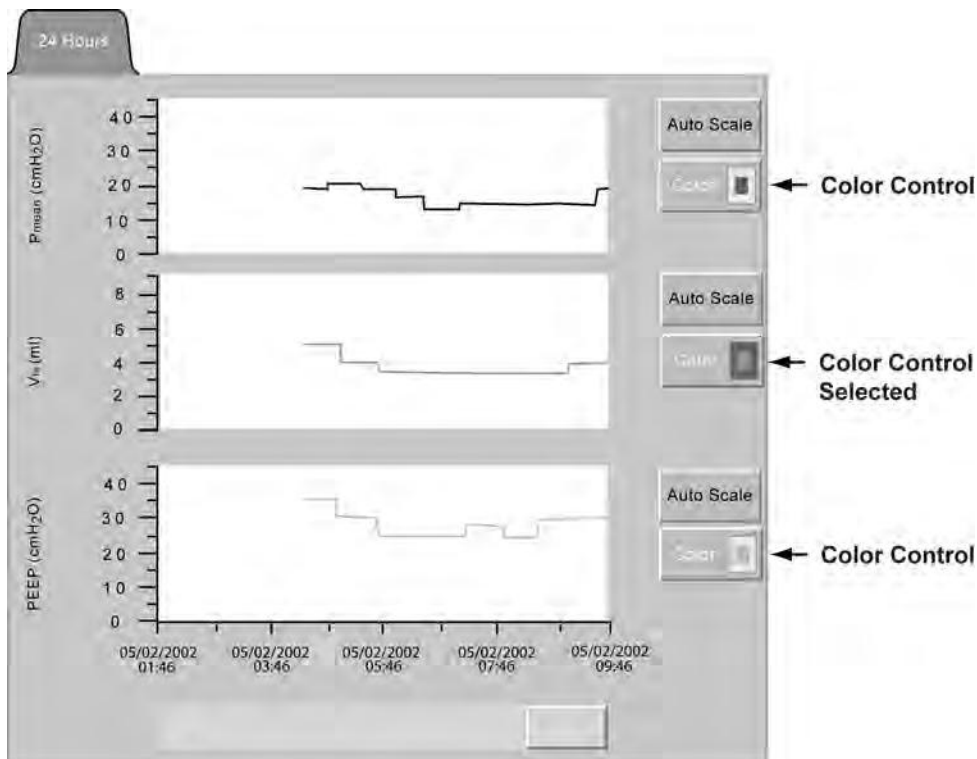 24 Hours
Pmean (cmH2O)
40
30
20
10
0
Auto Scale
Color
Color Control
8
6
4
2
0
(ml)
Auto Scale
Color
Color Control
Selected
PEEP (cmH2O)
40
30
20
10
0
Auto Scale
Color
Color Control
05/02/2002
01:46
05/02/2002
03:46
05/02/2002
05:46
05/02/2002
07:46
05/02/2002
09:46